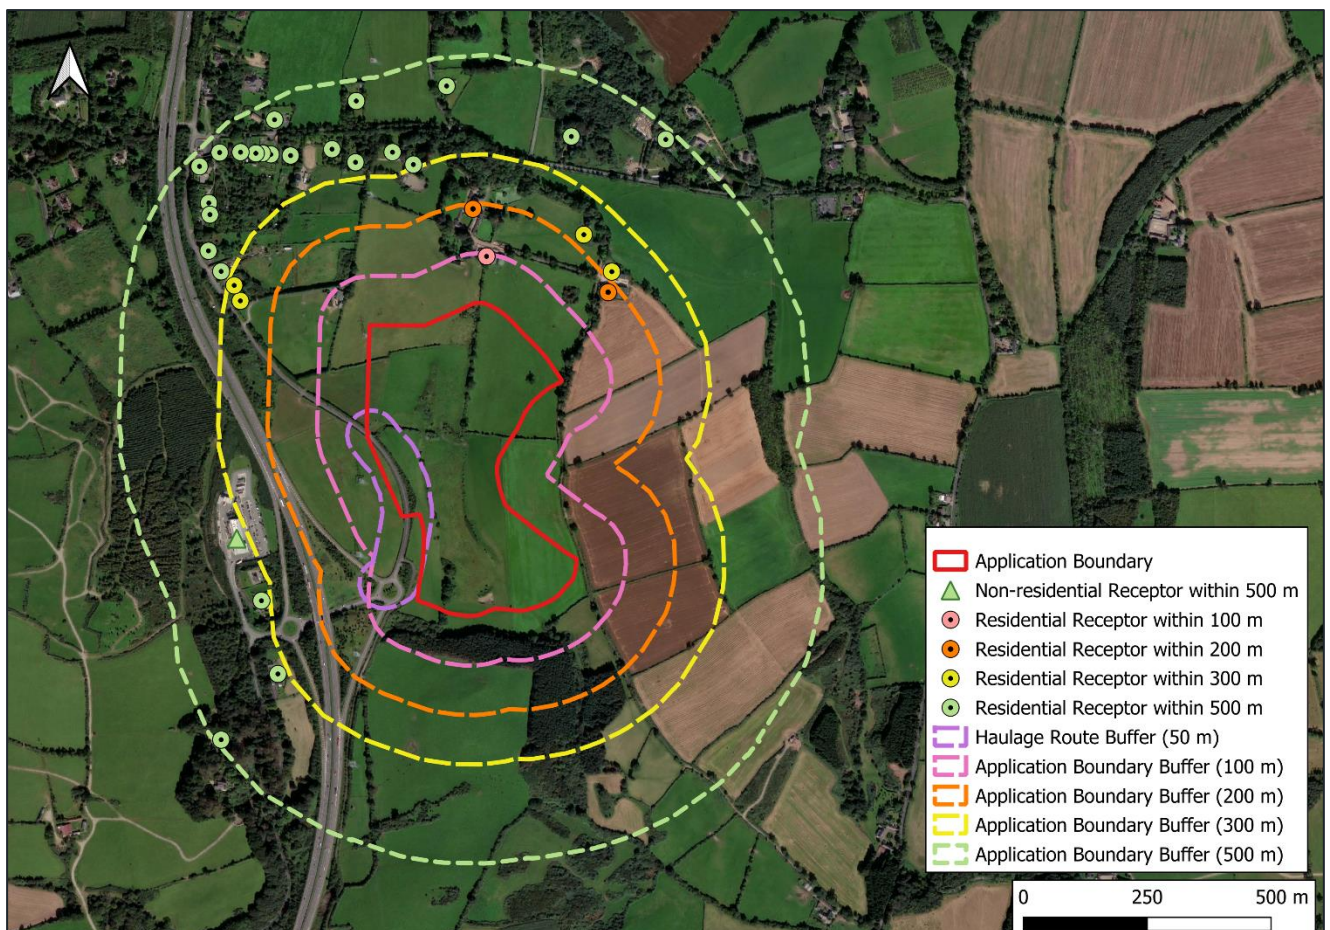 Application Boundary
Non-residential Receptor within 500 m
Residential Receptor within 100 m
Residential Receptor within 200 m
Residential Receptor within 300 m
Residential Receptor within 500 m
Haulage Route Buffer (50 m)
Application Boundary Buffer (100 m)
Application Boundary Buffer (200 m)
Application Boundary Buffer (300 m)
Application Boundary Buffer (500 m)
0 250 500 m